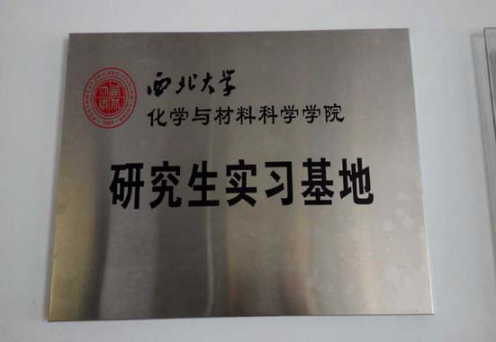 西北大学
化学与材料科学学院
研究生实习基地